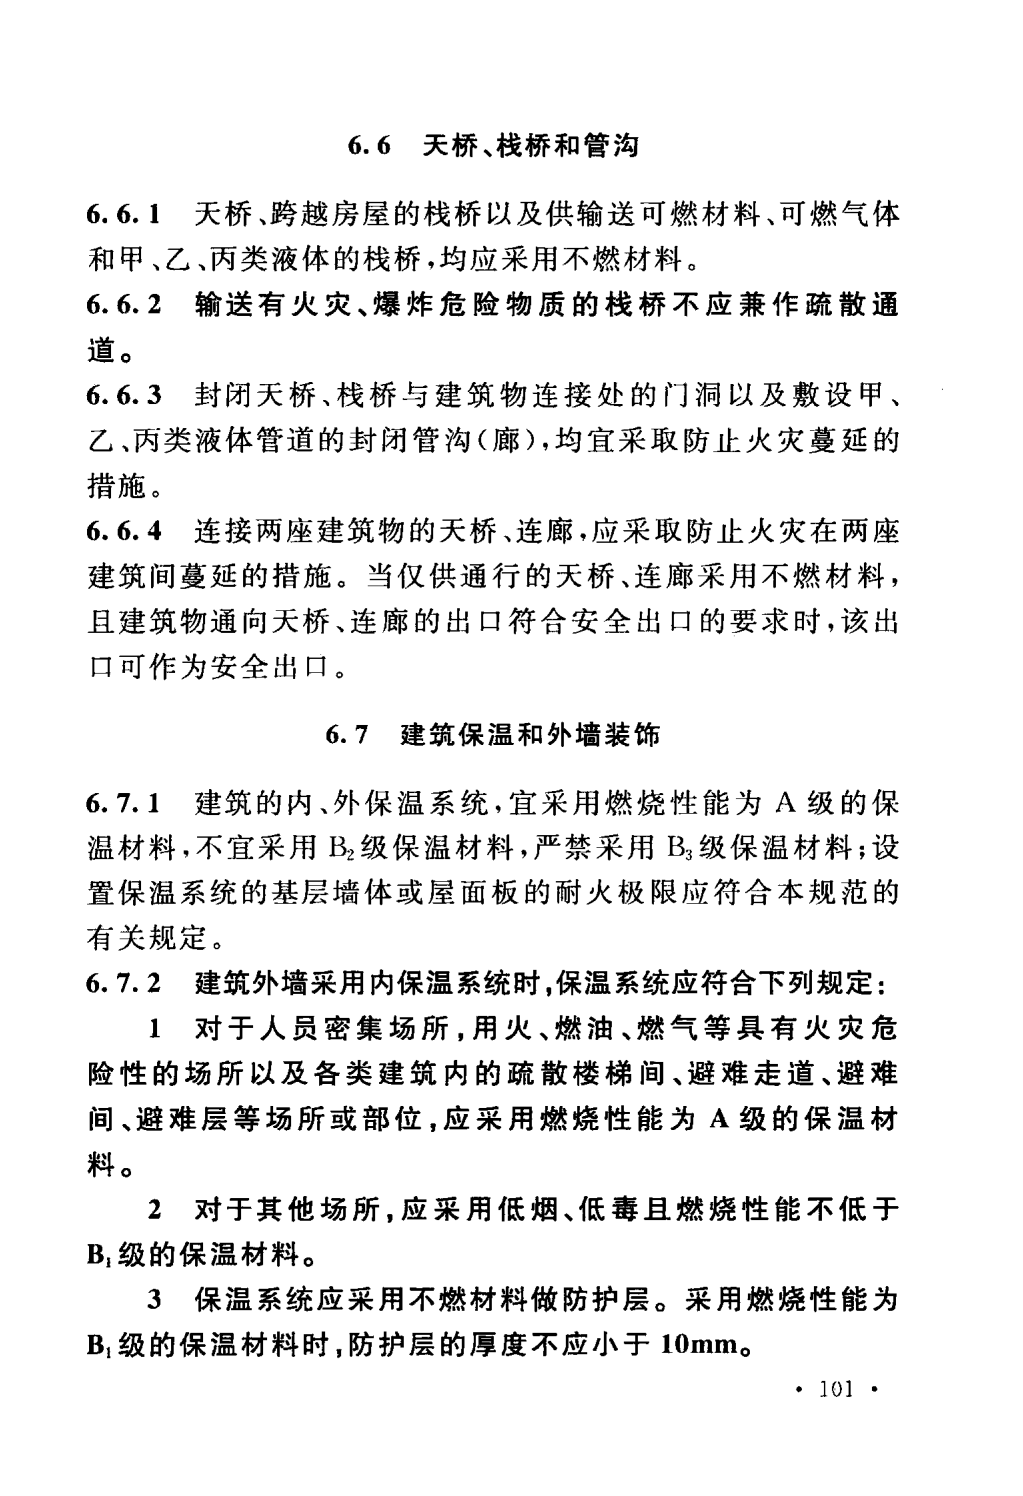 6.6 天桥、栈桥和管沟
6.6.1 天桥、跨越房屋的栈桥以及供输送可燃材料、可燃气体
和甲、乙、丙类液体的栈桥,均应采用不燃材料。
6.6.2 输送有火灾、爆炸危险物质的栈桥不应兼作疏散通
道。
6.6.3 封闭天桥、栈桥与建筑物连接处的门洞以及敷设甲、
乙、丙类液体管道的封闭管沟(廊),均宜采取防止火灾蔓延的
措施。
6.6.4 连接两座建筑物的天桥、连廊,应采取防止火灾在两座
建筑间蔓延的措施。当仅供通行的天桥、连廊采用不燃材料,
且建筑物通向天桥、连廊的出口符合安全出口的要求时,该出
口可作为安全出口。
6.7 建筑保温和外墙装饰
6.7.1 建筑的内、外保温系统,宜采用燃烧性能为 A 级的保
温材料,不宜采用 B₂级保温材料,严禁采用 B₃级保温材料;设
置保温系统的基层墙体或屋面板的耐火极限应符合本规范的
有关规定。
6.7.2 建筑外墙采用内保温系统时,保温系统应符合下列规定:
1 对于人员密集场所,用火、燃油、燃气等具有火灾危
险性的场所以及各类建筑内的疏散楼梯间、避难走道、避难
间、避难层等场所或部位,应采用燃烧性能为 A 级的保温材
料。
2 对于其他场所,应采用低烟、低毒且燃烧性能不低于
B₁级的保温材料。
3 保温系统应采用不燃材料做防护层。采用燃烧性能为
B₁级的保温材料时,防护层的厚度不应小于 10mm。
· 101 ·